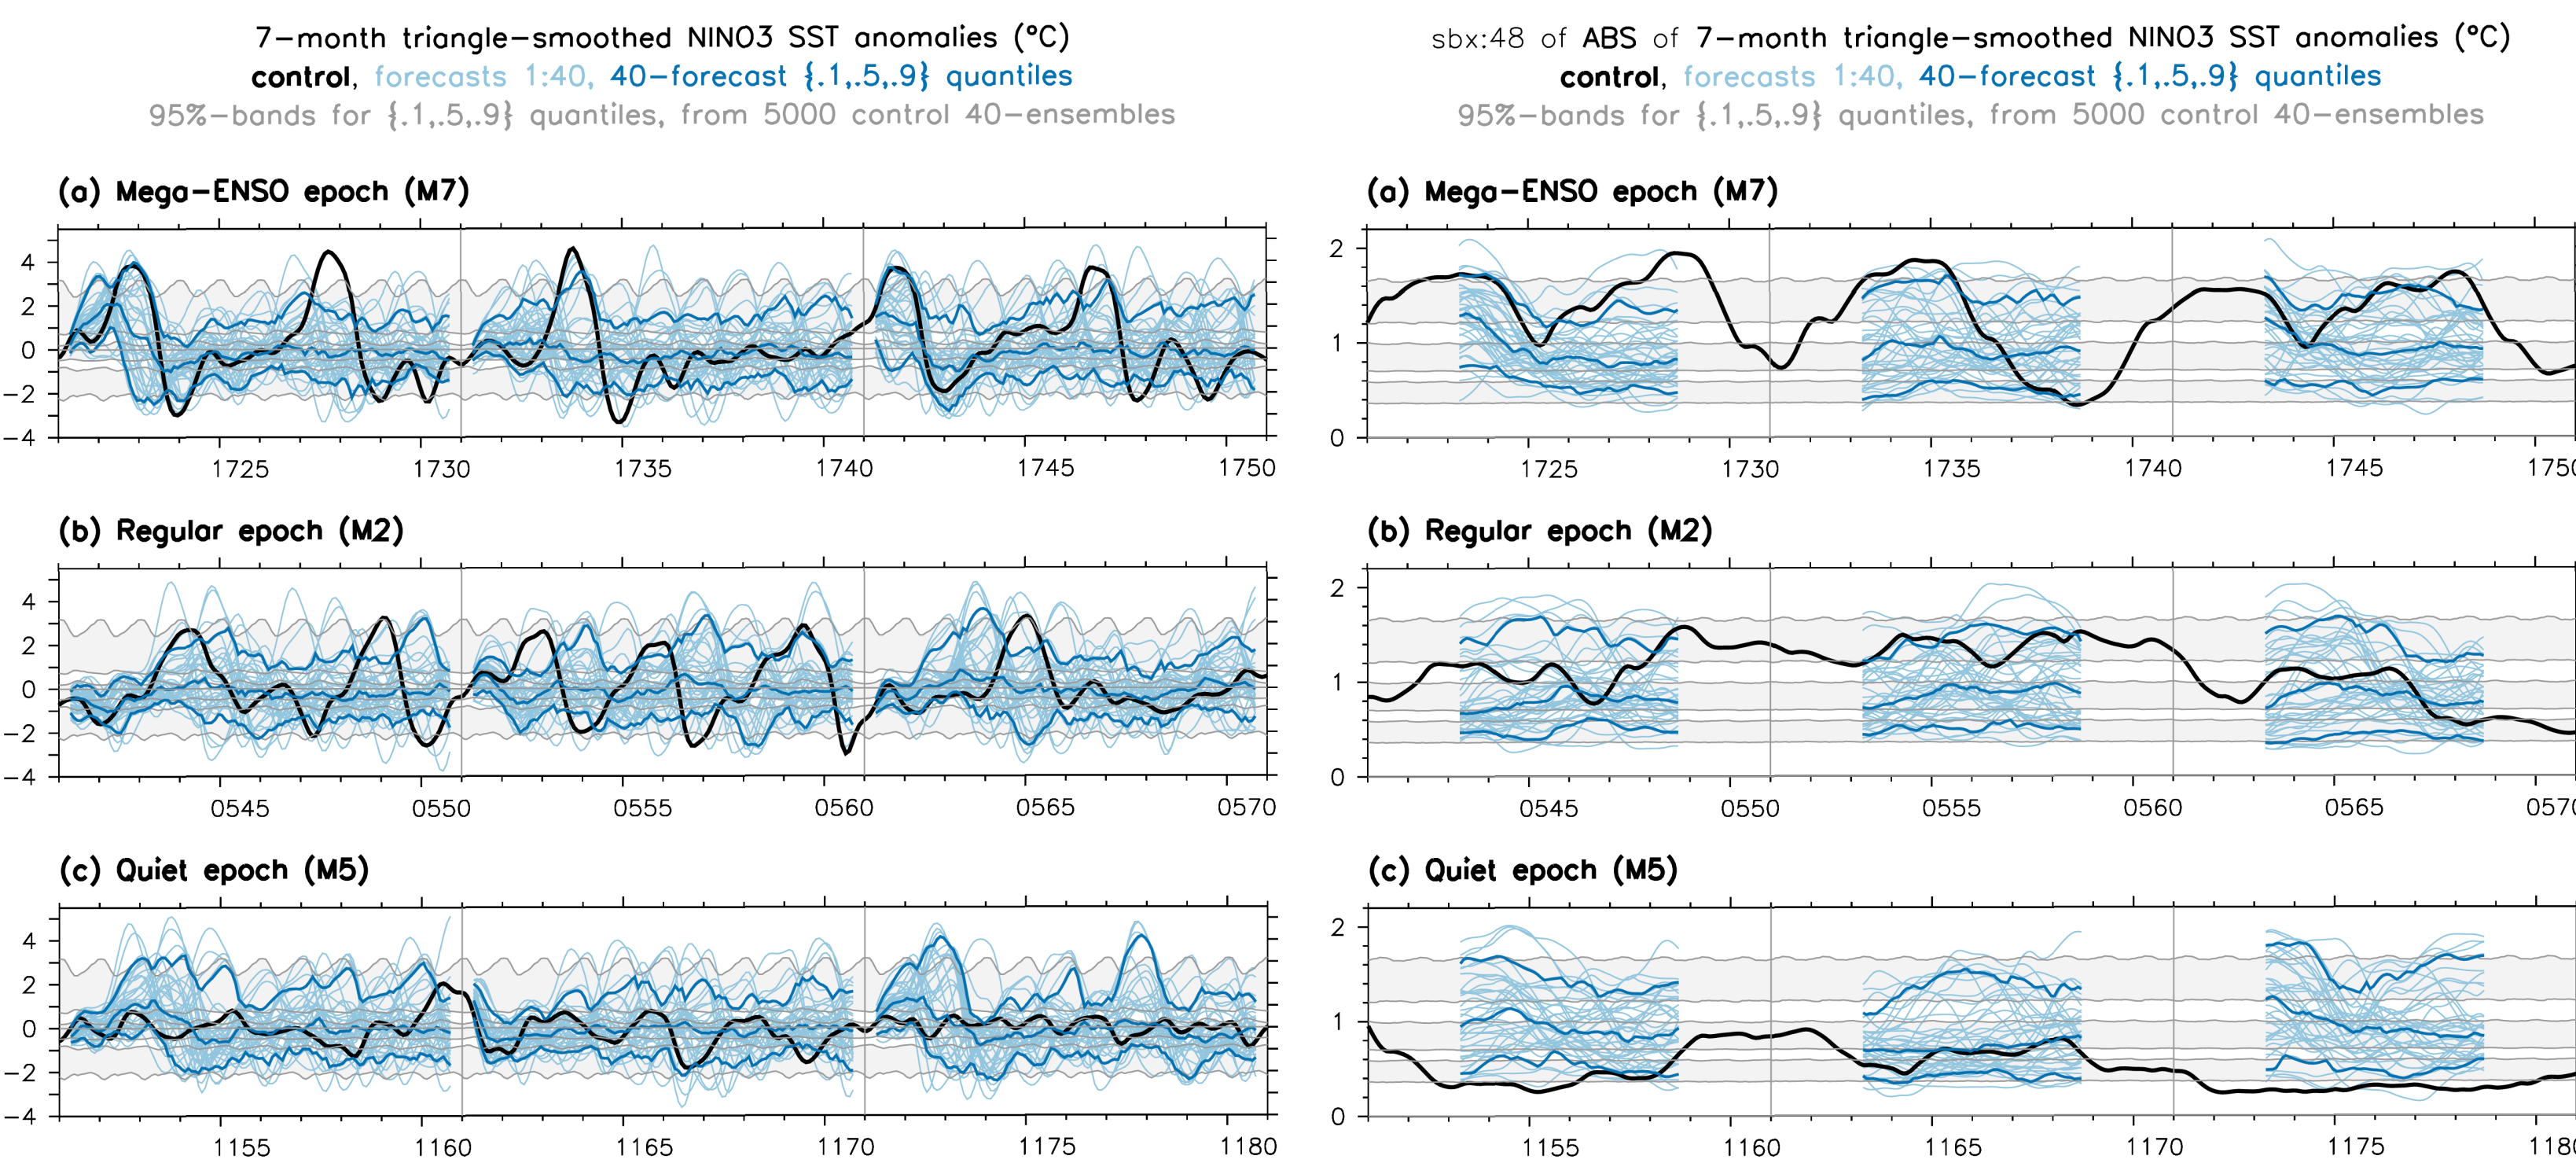 7-month triangle-smoothed NINO3 SST anomalies (°C)
control, forecasts 1:40, 40-forecast {.1,.5,.9} quantiles
95%-bands for {.1,.5,.9} quantiles, from 5000 control 40-ensembles
(a) Mega-ENSO epoch (M7)
4
2
0
-2
-4
1725 1730 1735 1740 1745 1750
(b) Regular epoch (M2)
4
2
0
-2
-4
0545 0550 0555 0560 0565 0570
(c) Quiet epoch (M5)
4
2
0
-2
-4
1155 1160 1165 1170 1175 1180
sbx:48 of ABS of 7-month triangle-smoothed NINO3 SST anomalies (°C)
control, forecasts 1:40, 40-forecast {.1,.5,.9} quantiles
95%-bands for {.1,.5,.9} quantiles, from 5000 control 40-ensembles
(a) Mega-ENSO epoch (M7)
2
1
0
1725 1730 1735 1740 1745 1750
(b) Regular epoch (M2)
2
1
0
0545 0550 0555 0560 0565 0570
(c) Quiet epoch (M5)
2
1
0
1155 1160 1165 1170 1175 1180